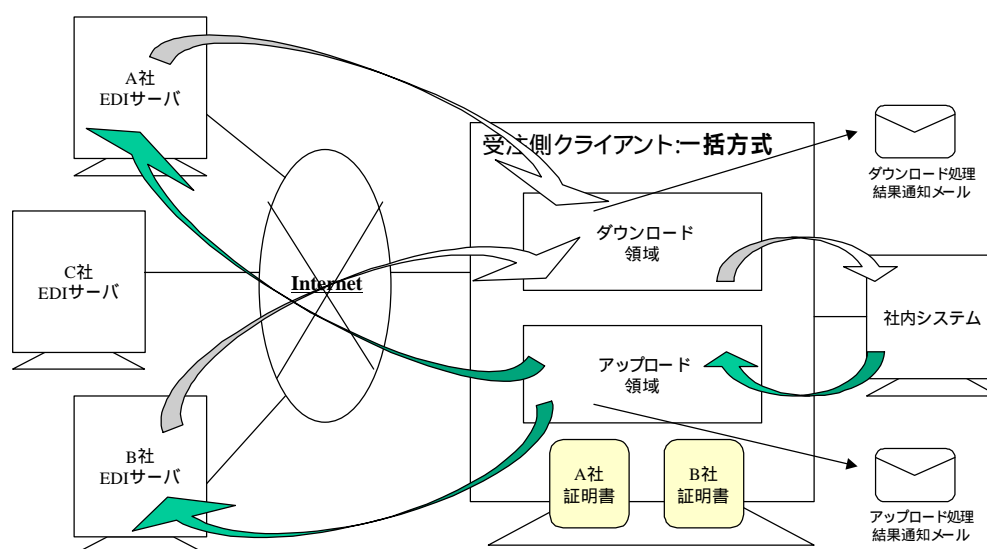 A社
EDIサーバ
受注側クライアント:一括方式
ダウンロード処理
結果通知メール
ダウンロード
領域
C社
EDIサーバ
Internet
社内システム
アップロード
領域
B社
EDIサーバ
A社
証明書
B社
証明書
アップロード処理
結果通知メール